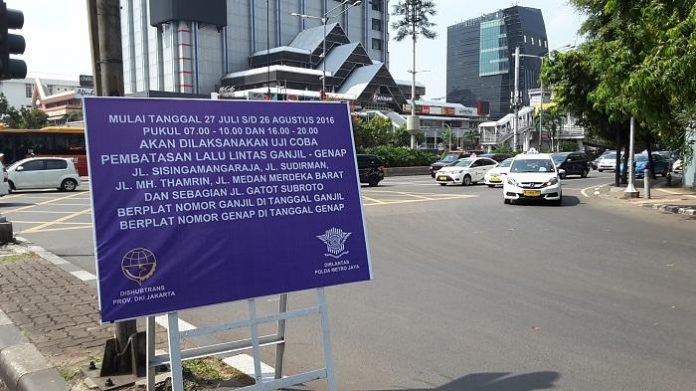 MULAI TANGGAL 27 JULI S/D 26 AGUSTUS 2016
PUKUL 07.00 - 10.00 DAN 16.00 - 20.00
AKAN DILAKSANAKAN UJI COBA
PEMBATASAN LALU LINTAS GANJIL - GENAP
JL. SISINGAMANGARAJA, JL. SUDIRMAN,
JL. MH. THAMRIN, JL. MEDAN MERDEKA BARAT
DAN SEBAGIAN JL. GATOT SUBROTO
BERPLAT NOMOR GANJIL DI TANGGAL GANJIL
BERPLAT NOMOR GENAP DI TANGGAL GENAP
DISHUBTRANS
PROV. DKI JAKARTA
DIRLANTAS
POLDA METRO JAYA